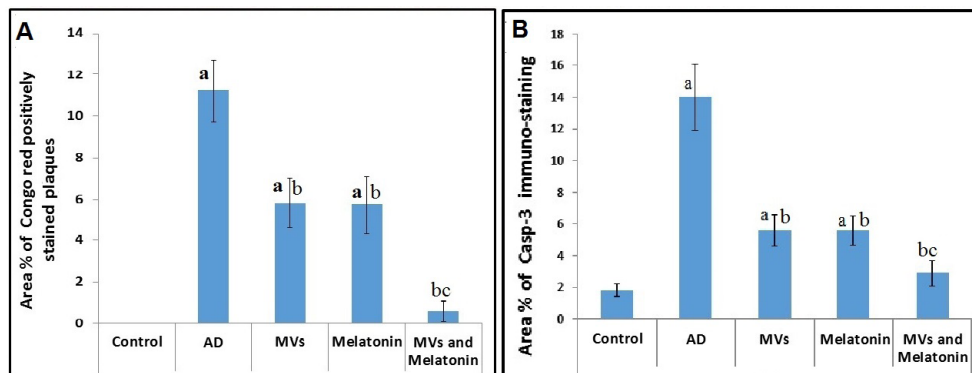 A
Area % of Congo red positively
stained plaques
14
12
10
8
6
4
2
0
a
a b
a b
bc
Control
AD
MVs
Melatonin
MVs and
Melatonin
B
Area % of Casp-3 immuno-staining
18
16
14
12
10
8
6
4
2
0
a
a b
a b
bc
Control
AD
MVs
Melatonin
MVs and
Melatonin